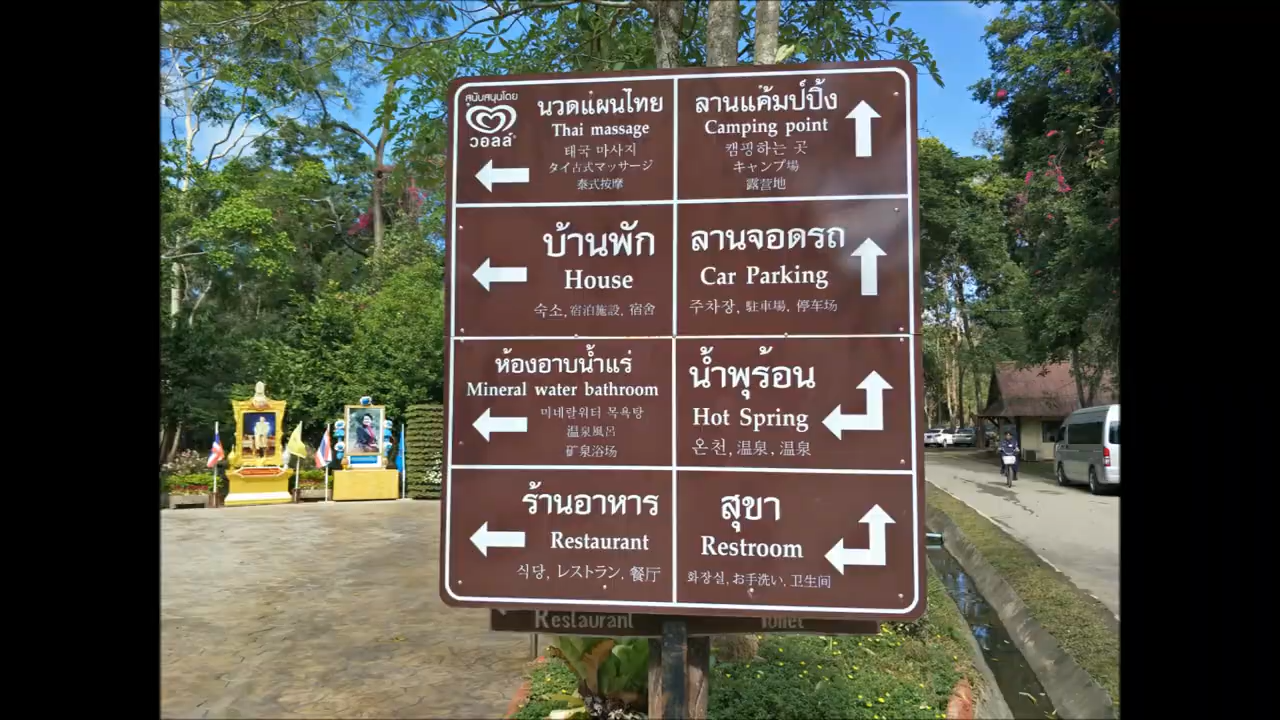 สนับสนุนโดย
วอลล์
นวดแผนไทย
Thai massage
태국 마사지
タイ古式マッサージ
泰式按摩
ลานแค้มป์ปิ้ง
Camping point
캠핑하는 곳
キャンプ場
露营地
บ้านพัก
House
숙소, 宿泊施設, 宿舍
ลานจอดรถ
Car Parking
주차장, 駐車場, 停车场
ห้องอาบน้ำแร่
Mineral water bathroom
미네랄워터 목욕탕
温泉風呂
矿泉浴场
น้ำพุร้อน
Hot Spring
온천, 温泉, 温泉
ร้านอาหาร
Restaurant
식당, レストラン, 餐厅
สุขา
Restroom
화장실, お手洗い, 卫生间
Restaurant
Toilet